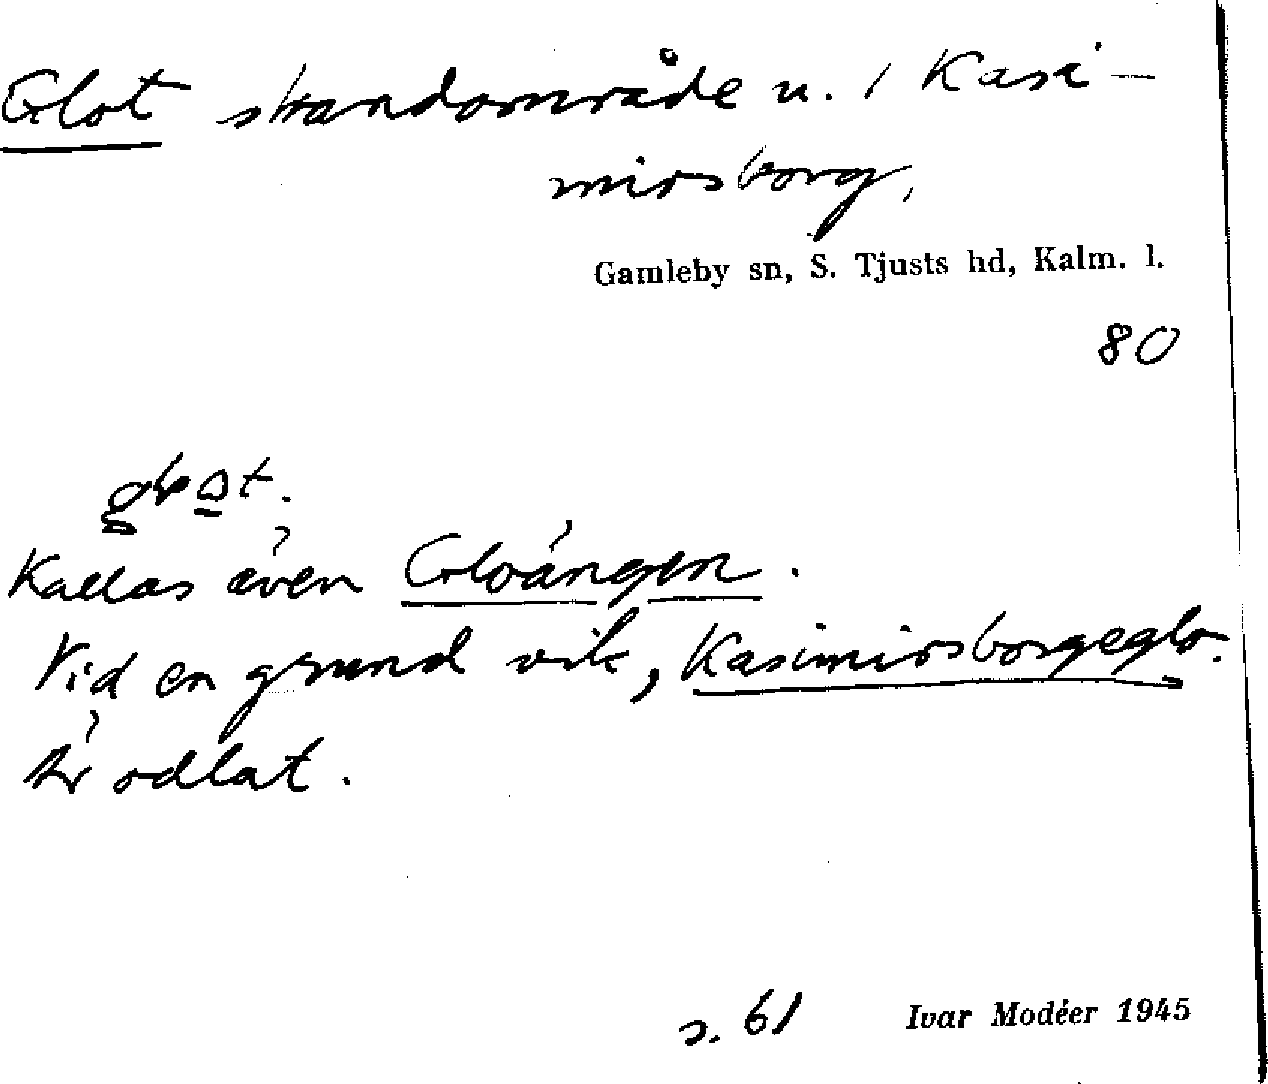 Glot strandområde u. 1 Kasi-
mirsborg,
Gamleby sn, S. Tjusts hd, Kalm. l.
80
Kallas även Gloängen.
Vid en grund vik, Kasimirsborgeglo.
Är odlat.
s. 61 Ivar Modéer 1945